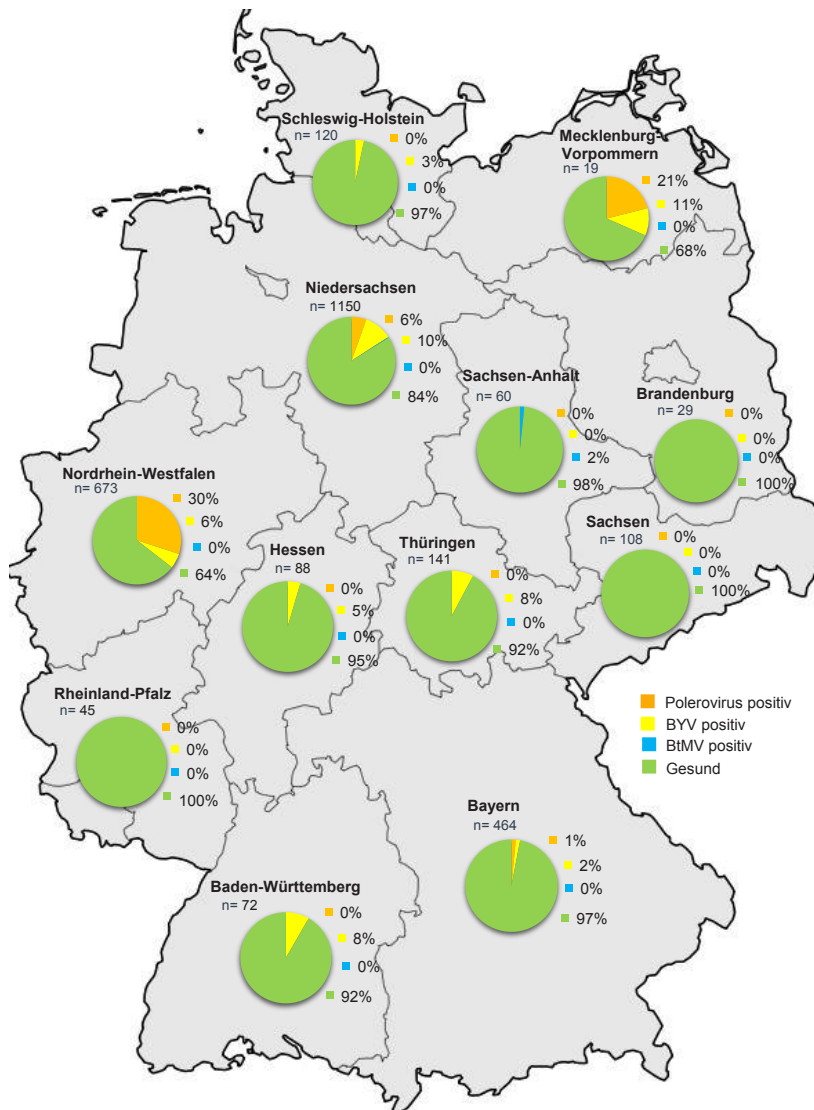 Schleswig-Holstein
n= 120
0%
3%
0%
97%
Mecklenburg-
Vorpommern
n= 19
21%
11%
0%
68%
Niedersachsen
n= 1150
6%
10%
0%
84%
Sachsen-Anhalt
n= 60
0%
0%
2%
98%
Brandenburg
n= 29
0%
0%
0%
100%
Nordrhein-Westfalen
n= 673
30%
6%
0%
64%
Hessen
n= 88
0%
5%
0%
95%
Thüringen
n= 141
0%
8%
0%
92%
Sachsen
n= 108
0%
0%
0%
100%
Rheinland-Pfalz
n= 45
0%
0%
0%
100%
Polerovirus positiv
BYV positiv
BtMV positiv
Gesund
Bayern
n= 464
1%
2%
0%
97%
Baden-Württemberg
n= 72
0%
8%
0%
92%